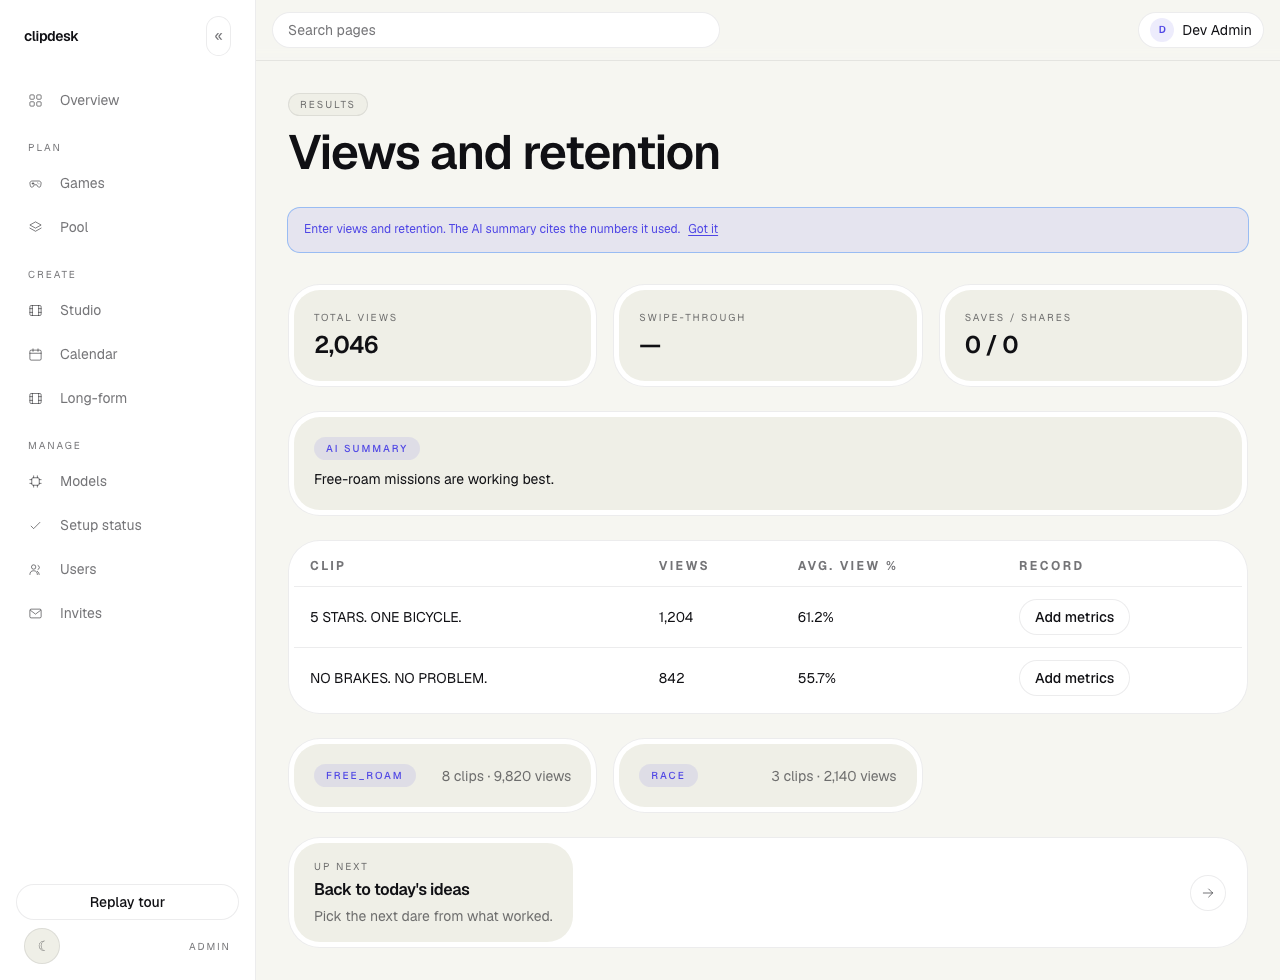 clipdesk
«
Search pages
D
Dev Admin
Overview
PLAN
Games
Pool
CREATE
Studio
Calendar
Long-form
MANAGE
Models
Setup status
Users
Invites
Replay tour
ADMIN
RESULTS
Views and retention
Enter views and retention. The AI summary cites the numbers it used. Got it
TOTAL VIEWS
2,046
SWIPE-THROUGH
—
SAVES / SHARES
0 / 0
AI SUMMARY
Free-roam missions are working best.
CLIP VIEWS AVG. VIEW % RECORD
5 STARS. ONE BICYCLE. 1,204 61.2% Add metrics
NO BRAKES. NO PROBLEM. 842 55.7% Add metrics
FREE_ROAM 8 clips · 9,820 views
RACE 3 clips · 2,140 views
UP NEXT
Back to today's ideas
Pick the next dare from what worked.